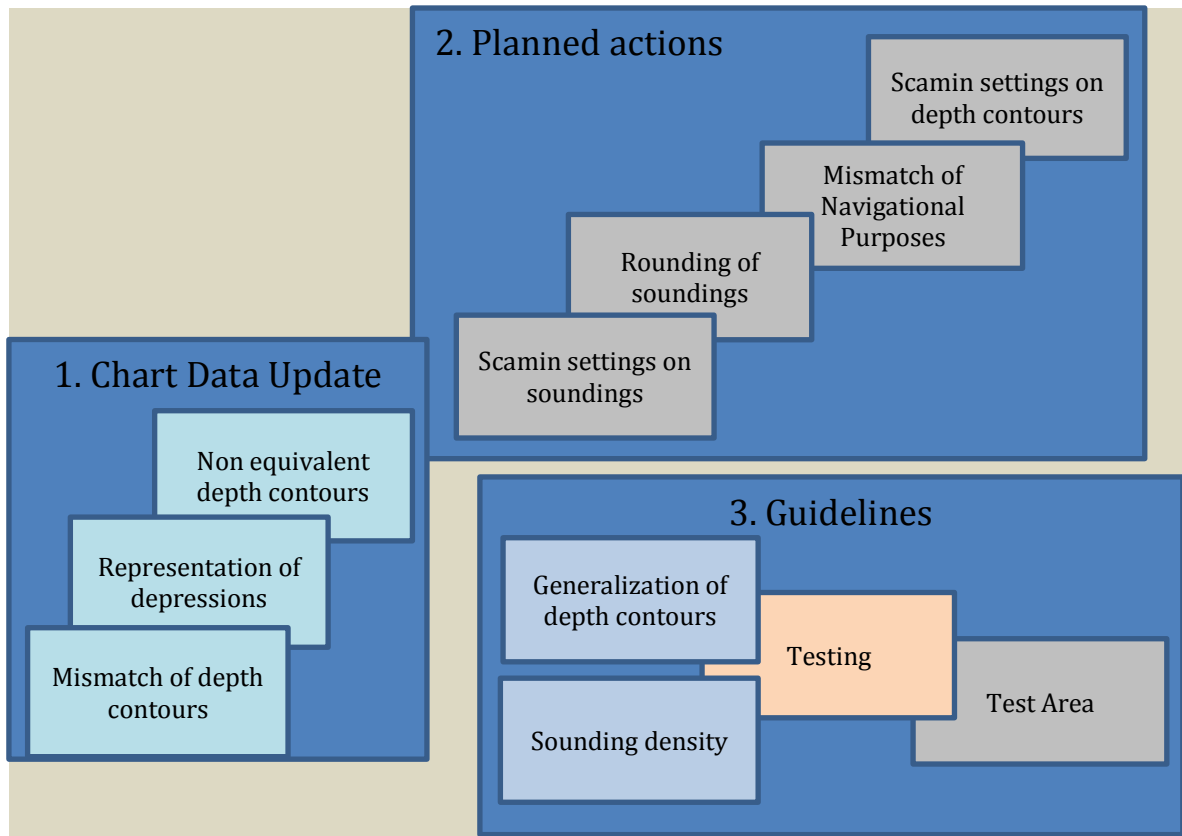 2. Planned actions
Scamin settings on
depth contours
Mismatch of
Navigational
Purposes
Rounding of
soundings
Scamin settings on
soundings
1. Chart Data Update
Non equivalent
depth contours
Representation of
depressions
Mismatch of depth
contours
3. Guidelines
Generalization of
depth contours
Testing
Test Area
Sounding density